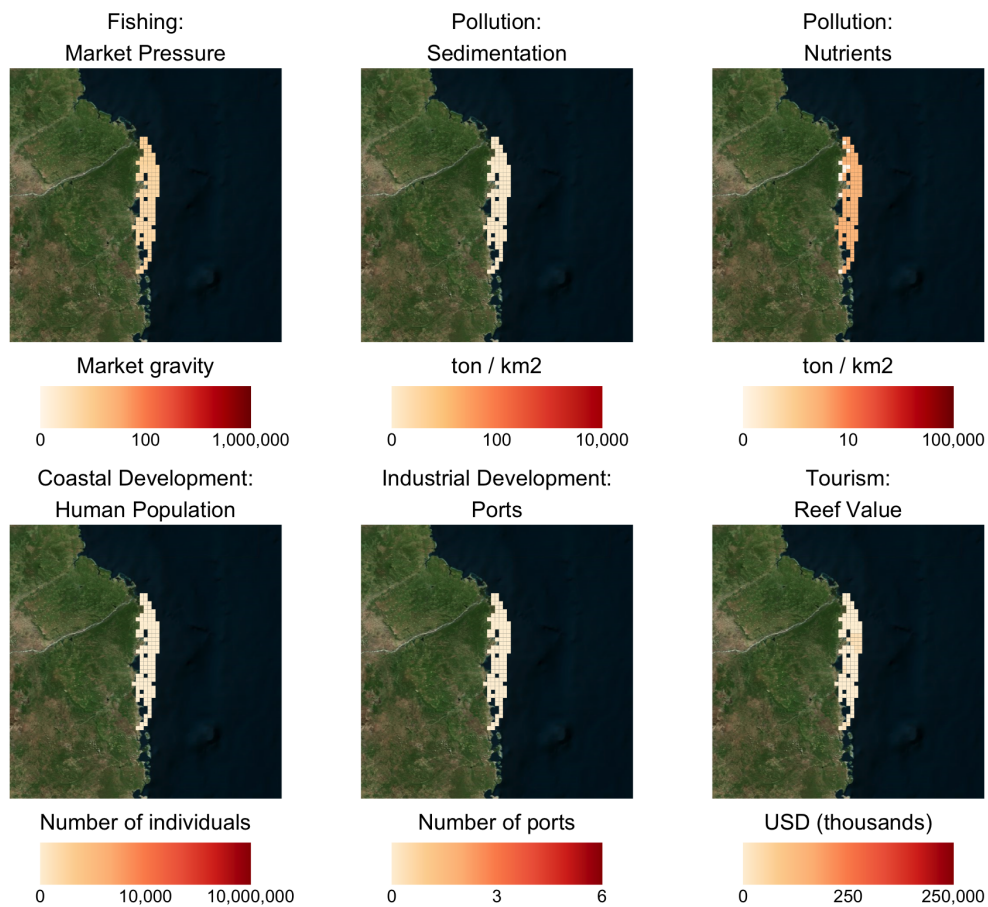 Fishing:
Market Pressure
Pollution:
Sedimentation
Pollution:
Nutrients
Market gravity
0 100 1,000,000
ton / km2
0 100 10,000
ton / km2
0 10 100,000
Coastal Development:
Human Population
Industrial Development:
Ports
Tourism:
Reef Value
Number of individuals
0 10,000 10,000,000
Number of ports
0 3 6
USD (thousands)
0 250 250,000